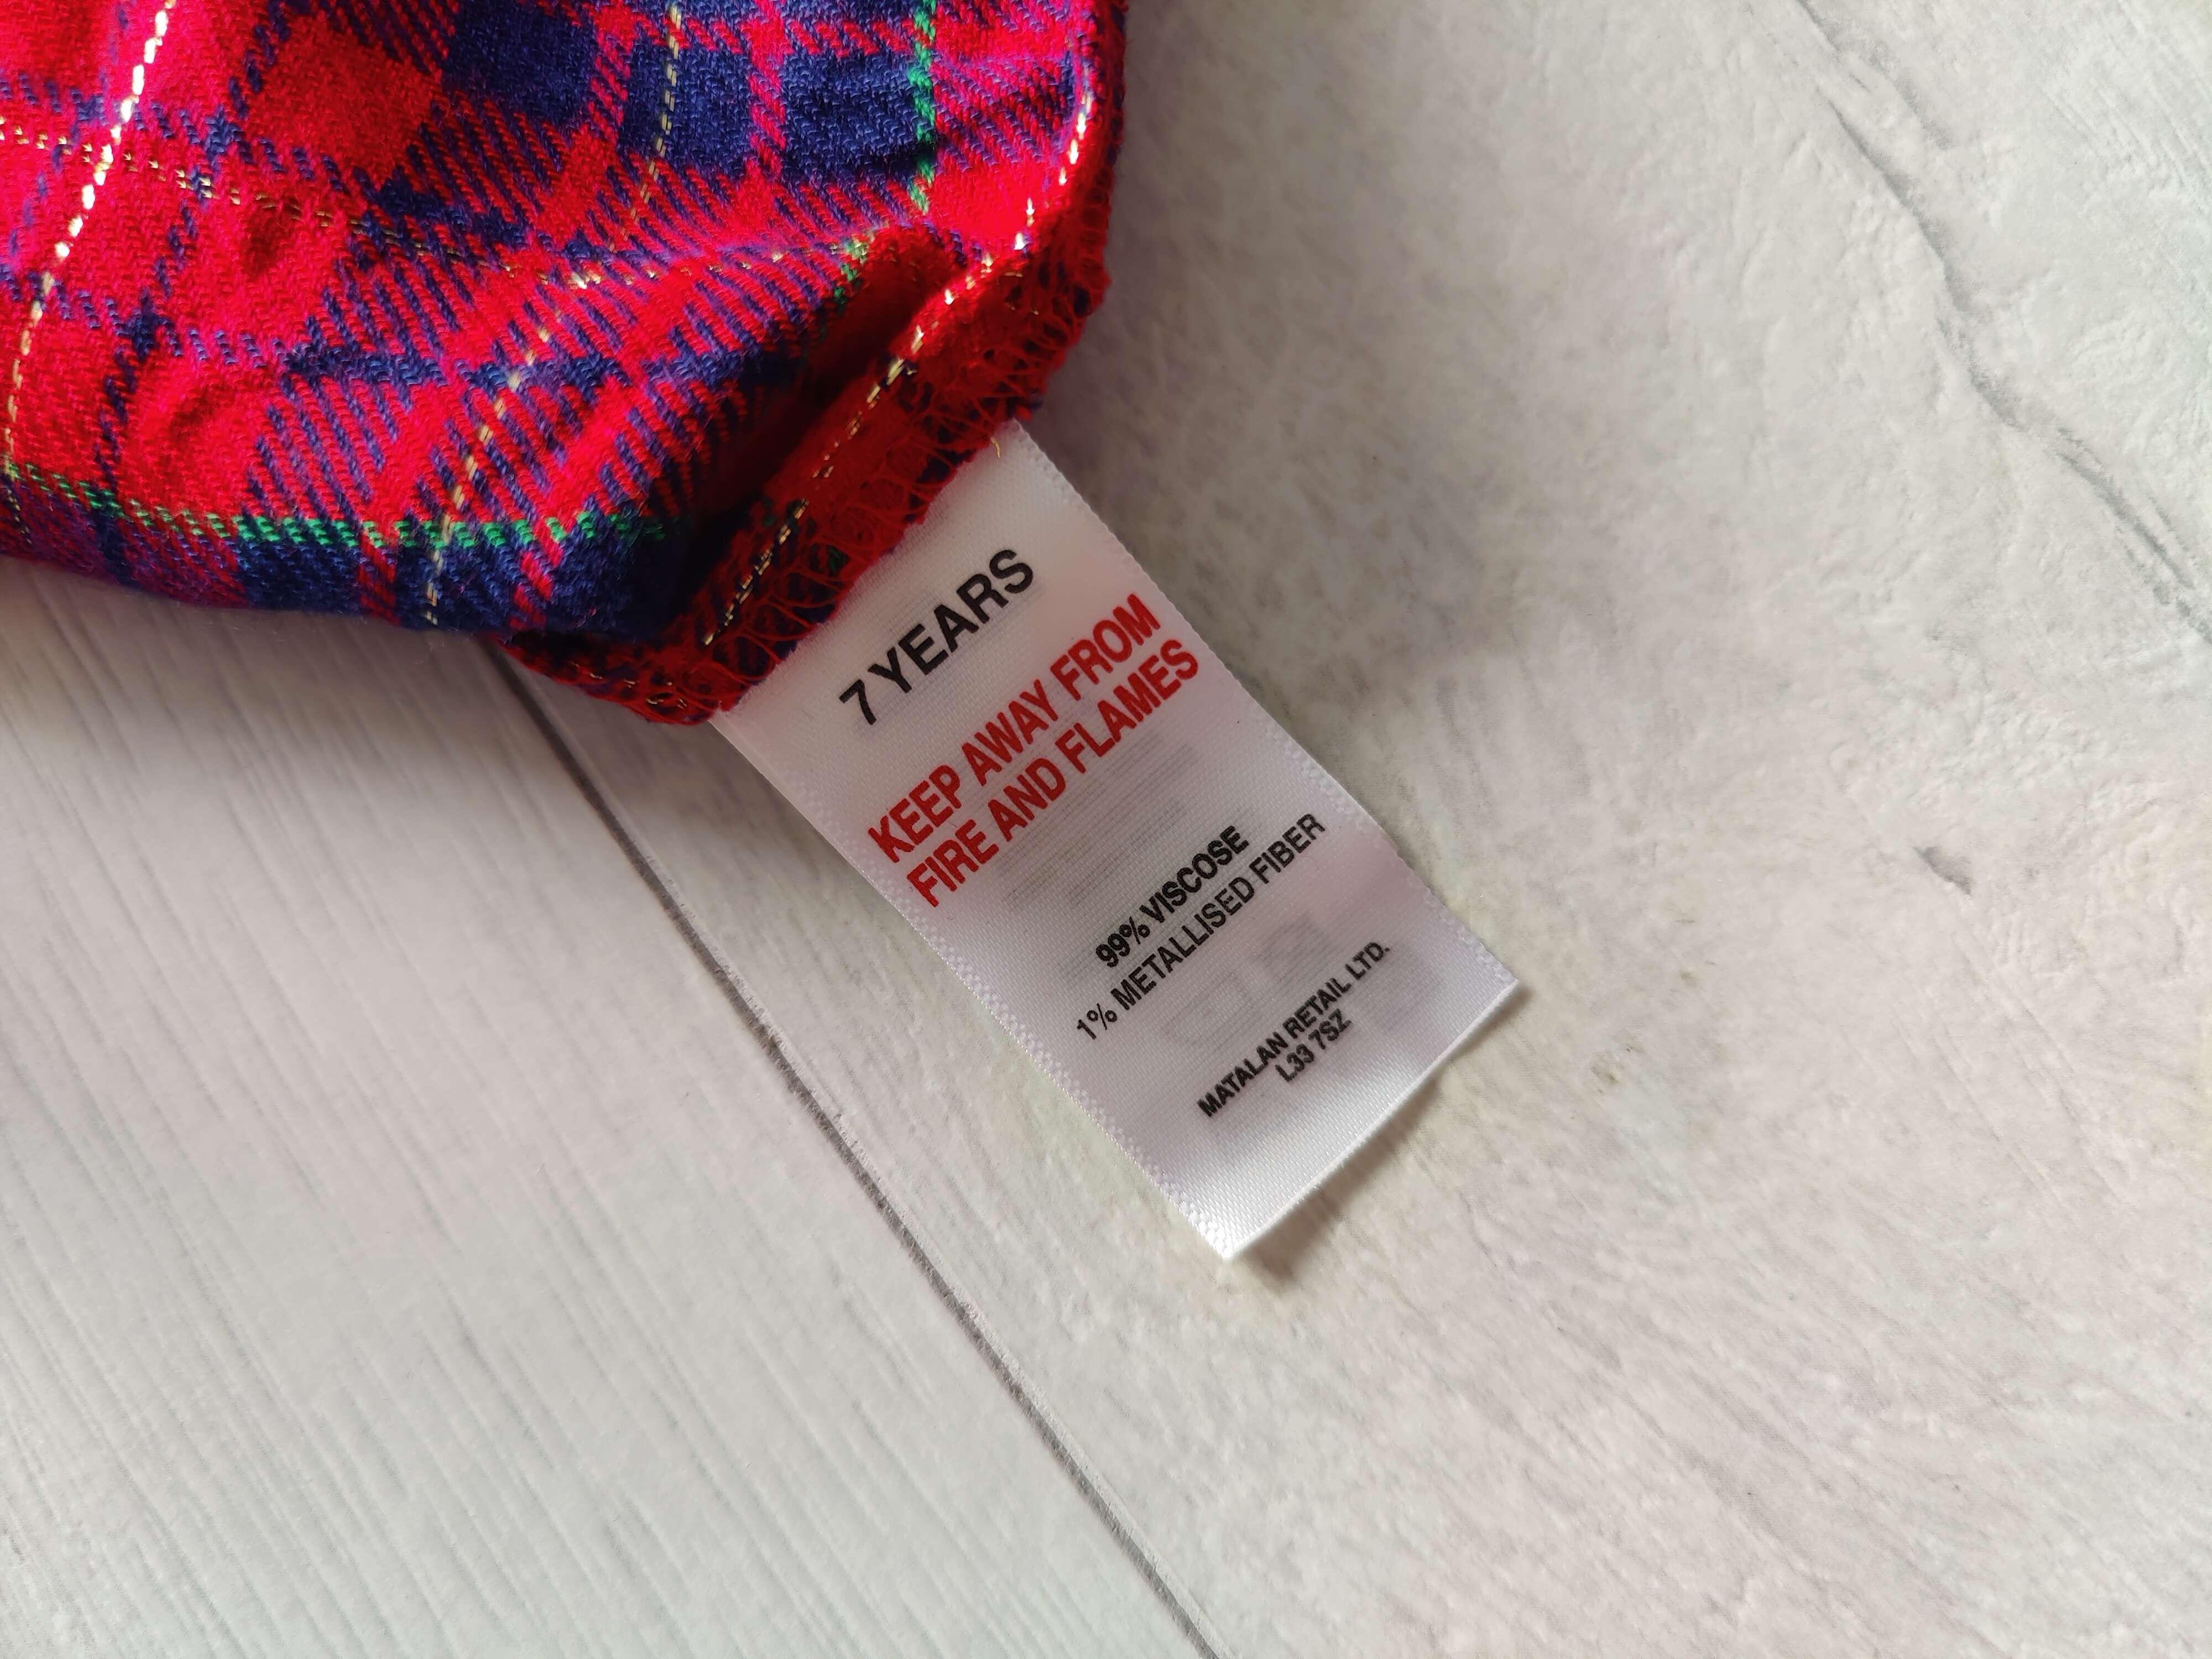 7 YEARS
KEEP AWAY FROM
FIRE AND FLAMES
99% VISCOSE
1% METALLISED FIBER
MATALAN RETAIL LTD.
L33 7SZ